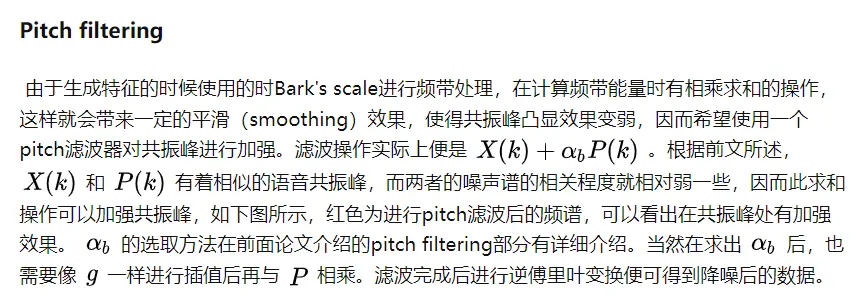 Pitch filtering
由于生成特征的时候使用的时Bark's scale进行频带处理，在计算频带能量时有相乘求和的操作，
这样就会带来一定的平滑（smoothing）效果，使得共振峰凸显效果变弱，因而希望使用一个
pitch滤波器对共振峰进行加强。滤波操作实际上便是 X(k) + α_b P(k) 。根据前文所述，
X(k) 和 P(k) 有着相似的语音共振峰，而两者的噪声谱的相关程度就相对弱一些，因而此求和
操作可以加强共振峰，如下图所示，红色为进行pitch滤波后的频谱，可以看出在共振峰处有加强
效果。 α_b 的选取方法在前面论文介绍的pitch filtering部分有详细介绍。当然在求出 α_b 后，也
需要像 g 一样进行插值后再与 P 相乘。滤波完成后进行逆傅里叶变换便可得到降噪后的数据。